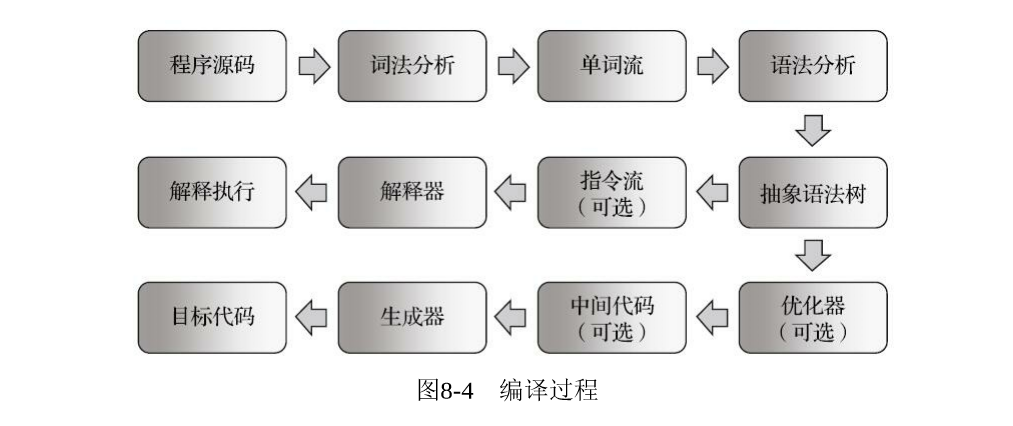 程序源码
词法分析
单词流
语法分析
解释执行
解释器
指令流
（可选）
抽象语法树
目标代码
生成器
中间代码
（可选）
优化器
（可选）
图8-4 编译过程